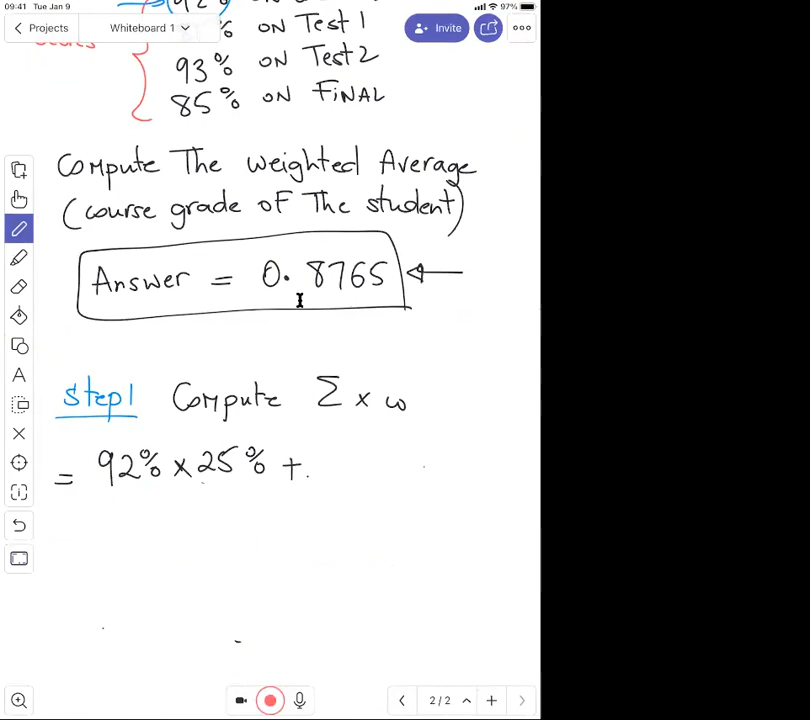 09:41 Tue Jan 9 97%
Projects Whiteboard 1 Invite
% on Test 1
93% on Test 2
85% on Final
Compute The weighted Average
(course grade of The student)
Answer = 0.8765
Step1 Compute Σ x w
= 92% x 25% +
A
2/2